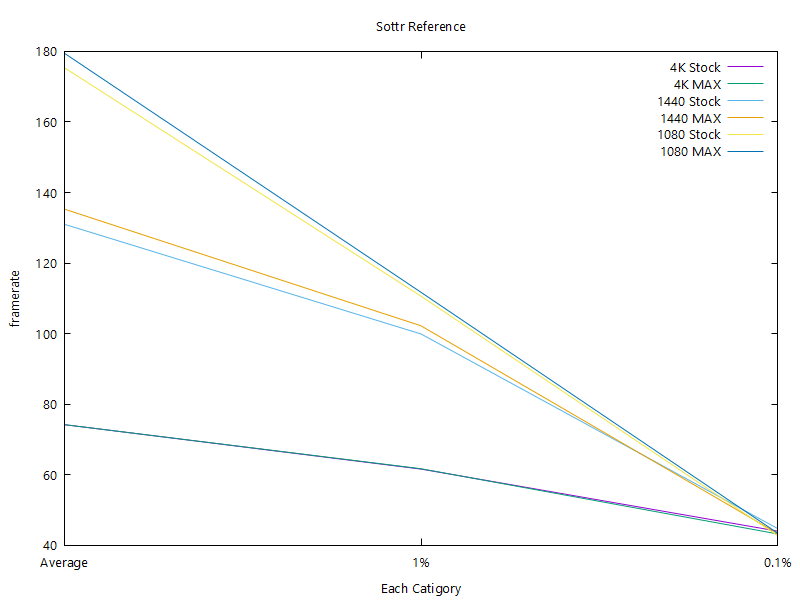 Sottr Reference
180
160
140
120
100
80
60
40
framerate
4K Stock
4K MAX
1440 Stock
1440 MAX
1080 Stock
1080 MAX
Average
1%
0.1%
Each Catigory